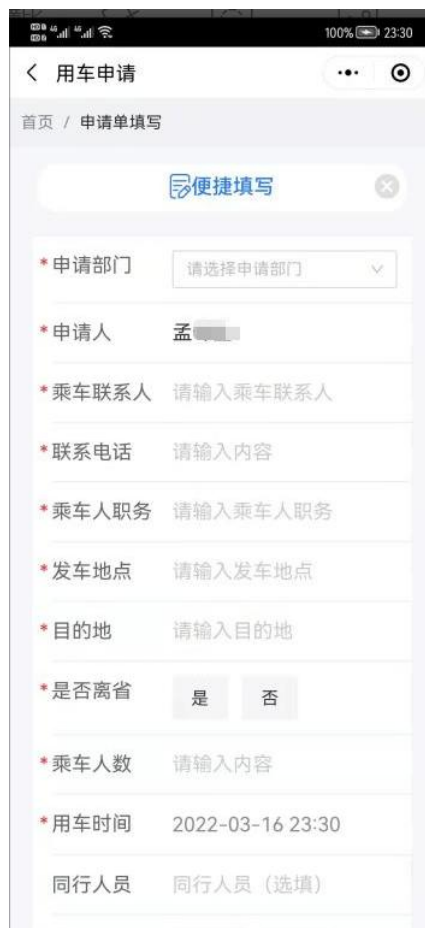 100% 23:30
用车申请
首页 / 申请单填写
便捷填写
*申请部门 请选择申请部门
*申请人 孟
*乘车联系人 请输入乘车联系人
*联系电话 请输入内容
*乘车人职务 请输入乘车人职务
*发车地点 请输入发车地点
*目的地 请输入目的地
*是否离省 是 否
*乘车人数 请输入内容
*用车时间 2022-03-16 23:30
同行人员 同行人员（选填）